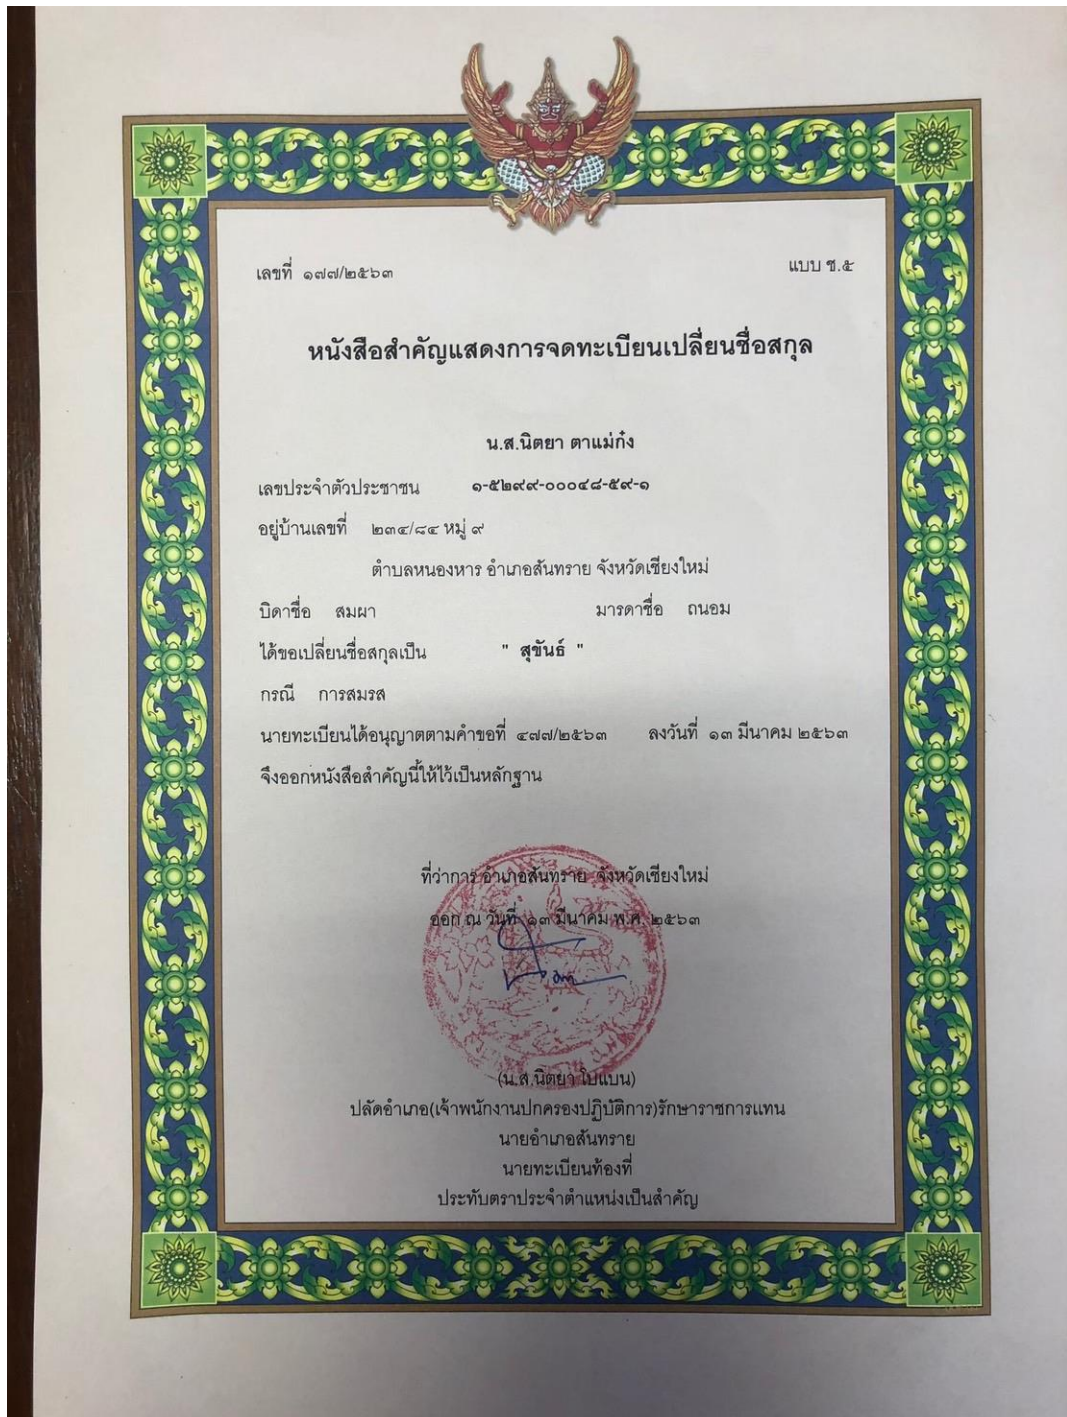 เลขที่ ๑๗๗/๒๕๖๓ แบบ ช.๕
หนังสือสำคัญแสดงการจดทะเบียนเปลี่ยนชื่อสกุล
น.ส.นิตยา ตาแม่ก๋ง
เลขประจำตัวประชาชน ๑-๕๒๙๙-๐๐๐๔๘-๕๙-๑
อยู่บ้านเลขที่ ๒๓๔/๘๔ หมู่ ๙
ตำบลหนองหาร อำเภอสันทราย จังหวัดเชียงใหม่
บิดาชื่อ สมผา มารดาชื่อ ถนอม
ได้ขอเปลี่ยนชื่อสกุลเป็น " สุขันธ์ "
กรณี การสมรส
นายทะเบียนได้อนุญาตตามคำขอที่ ๔๗๗/๒๕๖๓ ลงวันที่ ๑๓ มีนาคม ๒๕๖๓
จึงออกหนังสือสำคัญนี้ให้ไว้เป็นหลักฐาน
ที่ว่าการ อำเภอสันทราย จังหวัดเชียงใหม่
ออก ณ วันที่ ๑๓ มีนาคม พ.ศ. ๒๕๖๓
(น.ส.นิตยา ใบแบน)
ปลัดอำเภอ(เจ้าพนักงานปกครองปฏิบัติการ)รักษาราชการแทน
นายอำเภอสันทราย
นายทะเบียนท้องที่
ประทับตราประจำตำแหน่งเป็นสำคัญ